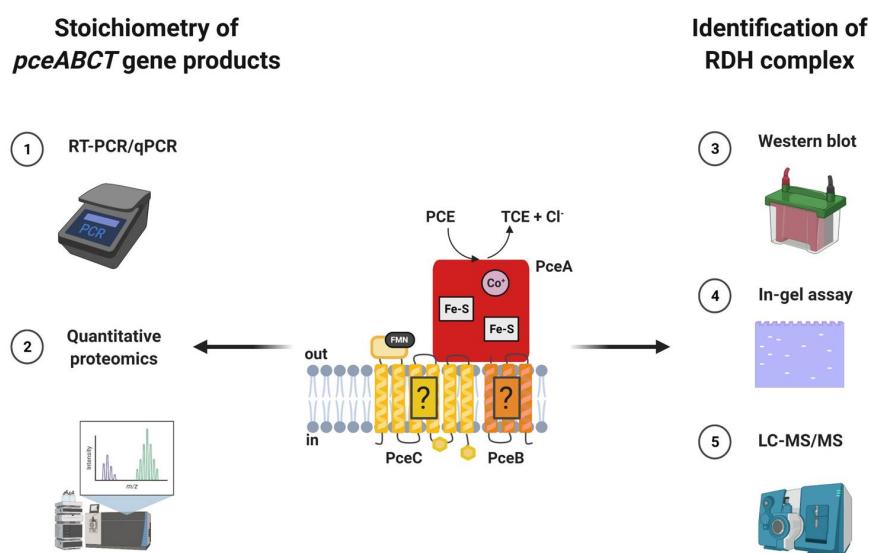 Stoichiometry of
pceABCT gene products
Identification of
RDH complex
1
RT-PCR/qPCR
PCR
2
Quantitative
proteomics
Intensity
m/z
PCE
TCE + Cl-
PceA
Co+
Fe-S
Fe-S
FMN
out
in
?
?
PceC
PceB
3
Western blot
4
In-gel assay
5
LC-MS/MS